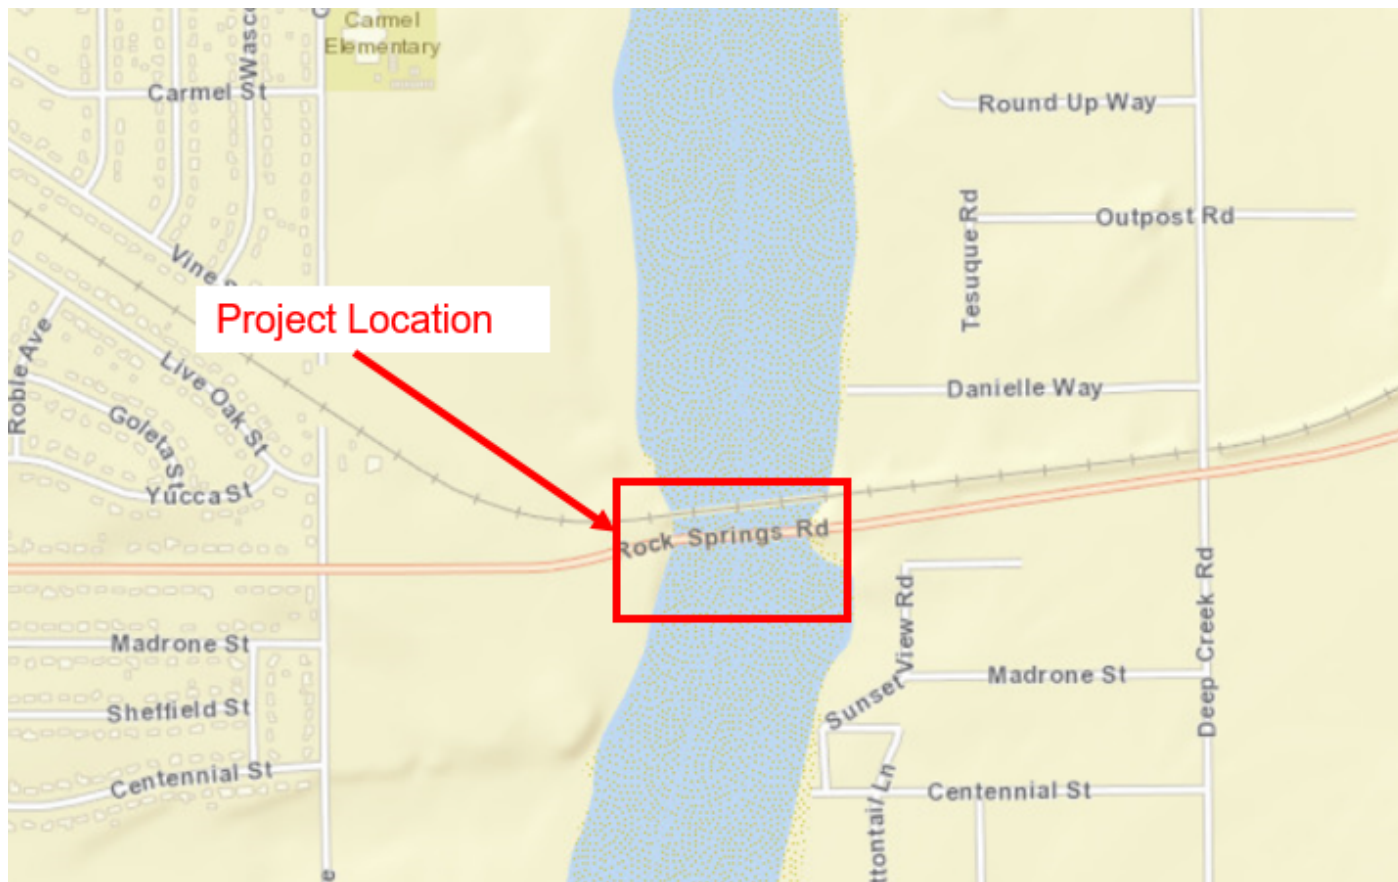 Carmel
Elementary
Carmel St
Round Up Way
Outpost Rd
Tesuque Rd
Vine
Project Location
Roble Ave
Live Oak St
Goleta St
Yucca St
Danielle Way
Rock Springs Rd
Madrone St
Sheffield St
Centennial St
Sunset View Rd
Madrone St
Deep Creek Rd
Centennial St
Ln